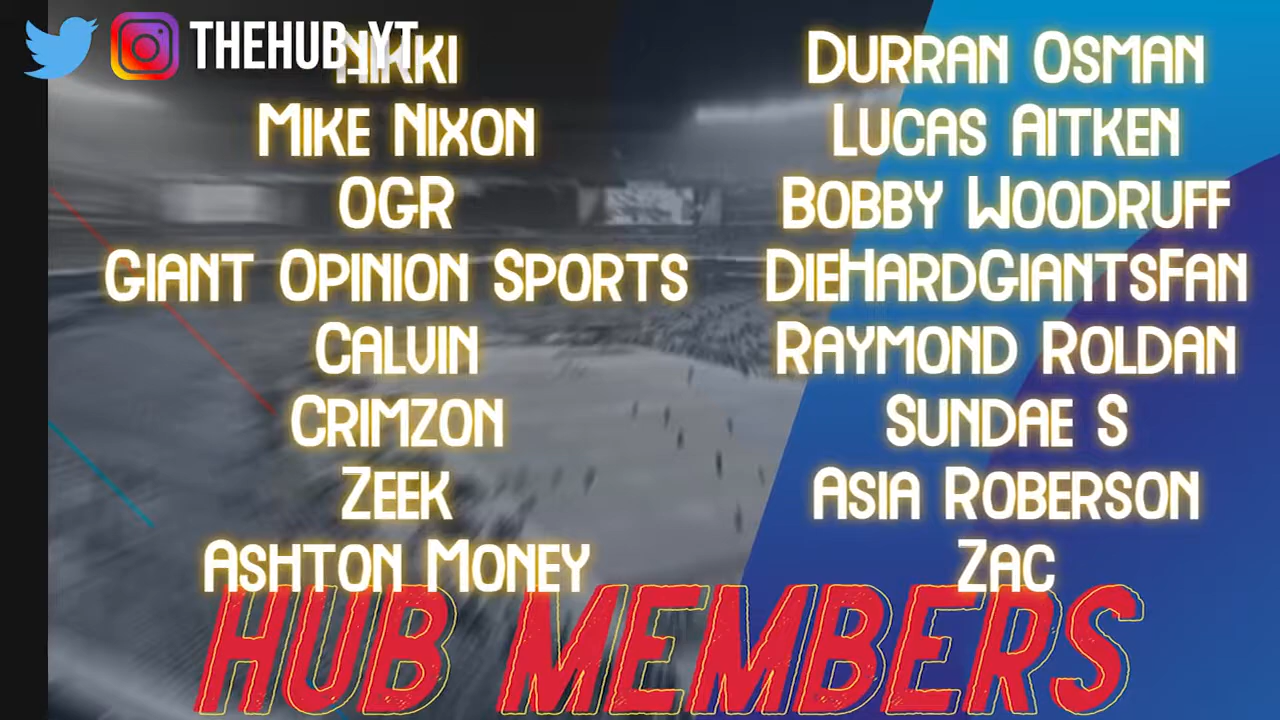 THEHUB_YT
NIKKI
MIKE NIXON
OGR
GIANT OPINION SPORTS
CALVIN
CRIMZON
ZEEK
ASHTON MONEY
DURRAN OSMAN
LUCAS AITKEN
BOBBY WOODRUFF
DIEHARDGIANTSFAN
RAYMOND ROLDAN
SUNDAE S
ASIA ROBERSON
ZAC
HUB MEMBERS